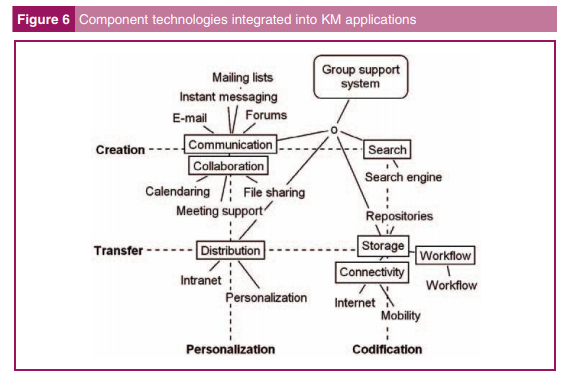 Figure 6 Component technologies integrated into KM applications
Group support
system
Mailing lists
Instant messaging
E-mail
Forums
Creation
Communication
Search
Collaboration
Search engine
Calendaring
File sharing
Meeting support
Repositories
Transfer
Distribution
Storage
Workflow
Connectivity
Intranet
Workflow
Personalization
Internet
Mobility
Personalization
Codification